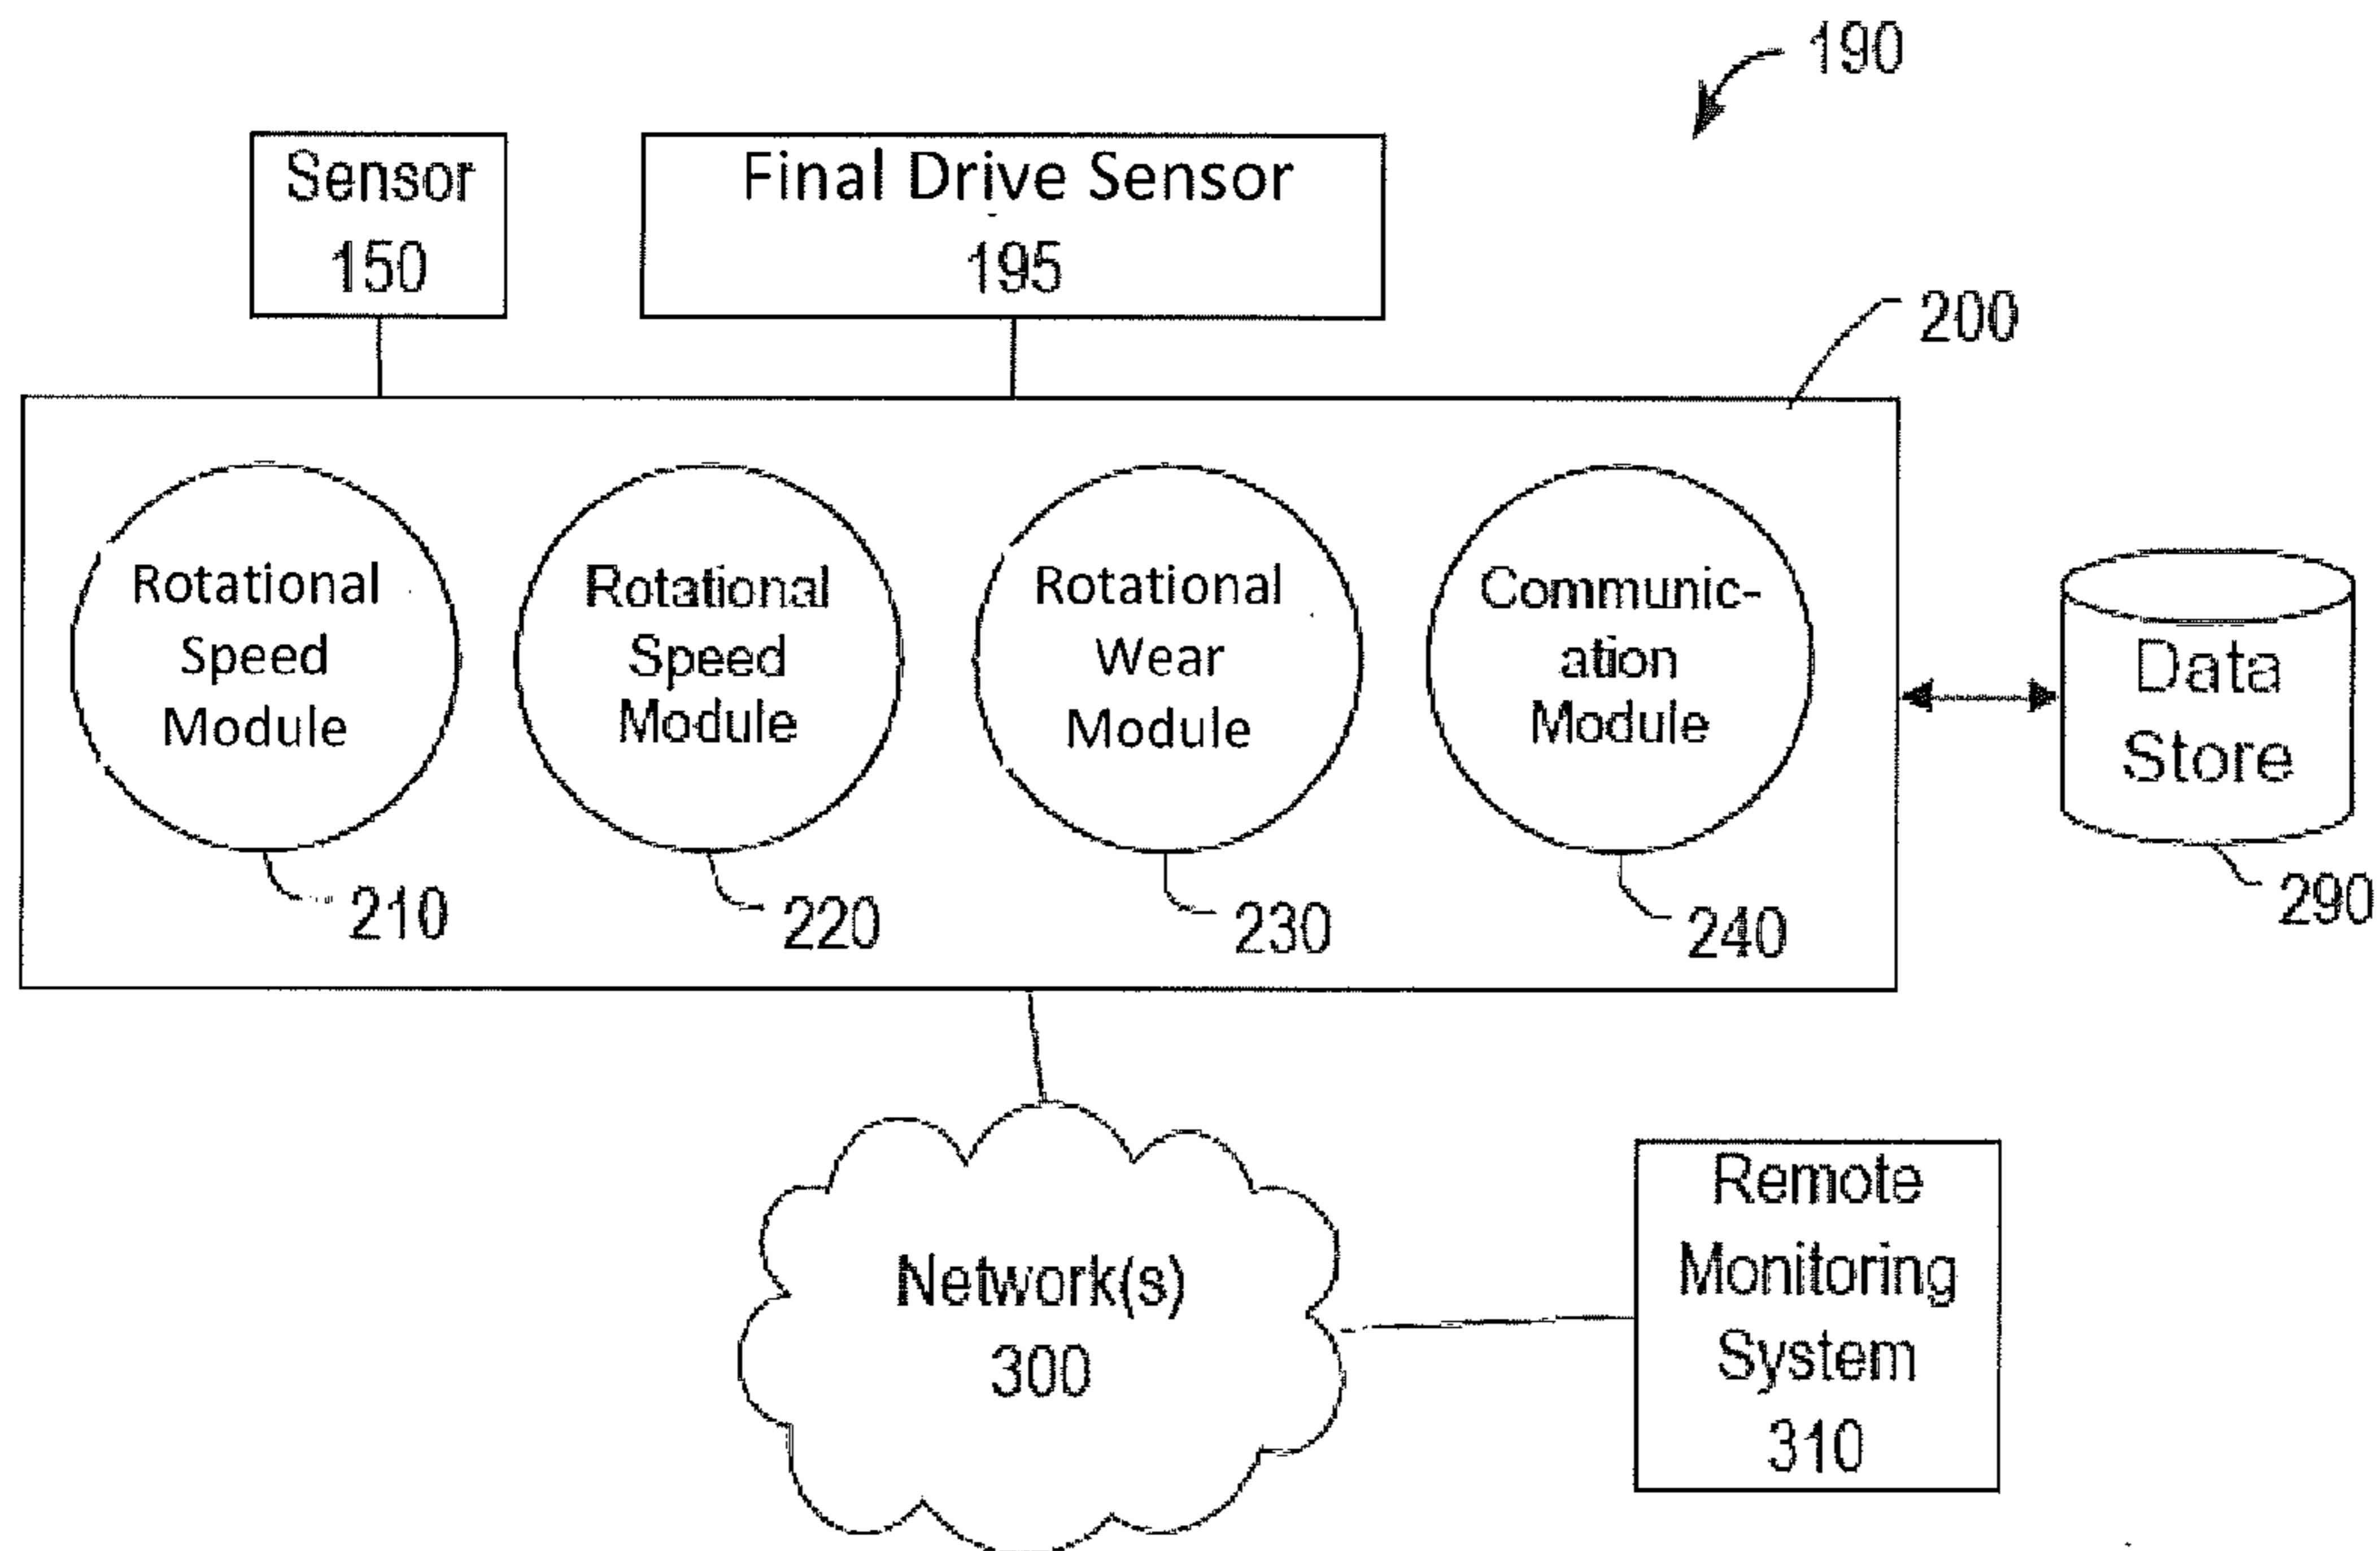 190
Sensor
150
Final Drive Sensor
195
200
Rotational
Speed
Module
210
Rotational
Speed
Module
220
Rotational
Wear
Module
230
Communic-
ation
Module
240
Data
Store
290
Network(s)
300
Remote
Monitoring
System
310